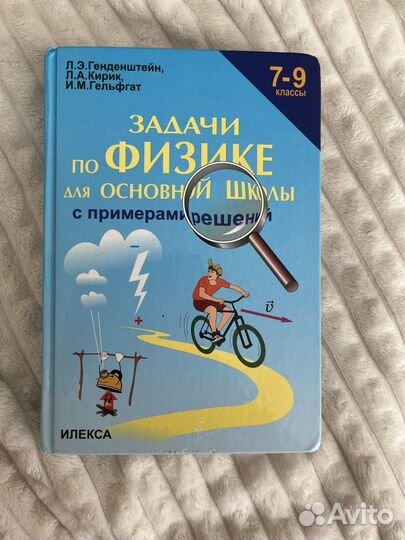 Л.Э.Генденштейн,
Л.А.Кирик,
И.М.Гельфгат
7-9
классы
ЗАДАЧИ
по ФИЗИКЕ
для ОСНОВНОЙ ШКОЛЫ
с примерами решений
−
+
v
ИЛЕКСА
Avito